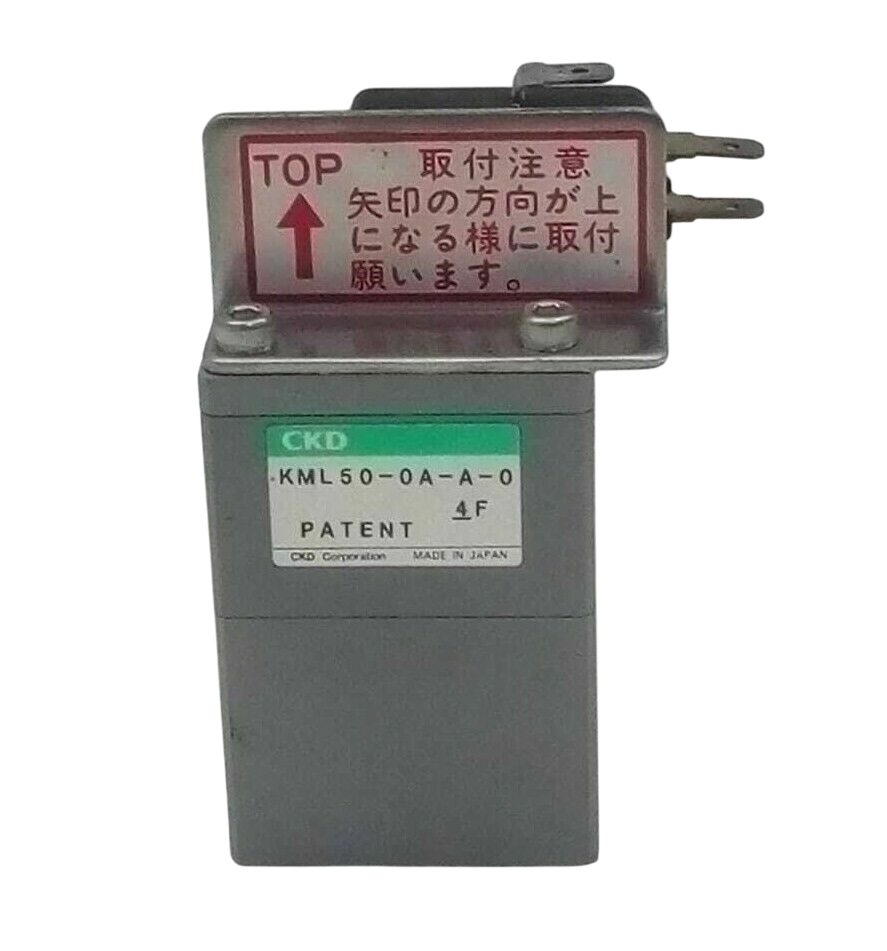 TOP 取付注意
矢印の方向が上
になる様に取付
願います。
CKD
KML50-0A-A-0
4F
PATENT
CKD Corporation MADE IN JAPAN